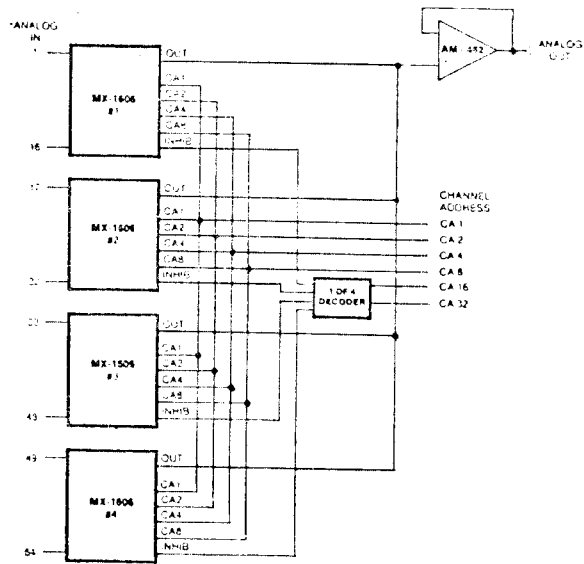 ANALOG
IN
1
16
MX-1606
#1
OUT
CA1
CA2
CA4
CA8
INHIB
AM-452
ANALOG
OUT
17
32
MX-1606
#2
OUT
CA1
CA2
CA4
CA8
INHIB
CHANNEL
ADDRESS
CA 1
CA 2
CA 4
CA 8
CA 16
CA 32
1 OF 4
DECODER
33
48
MX-1606
#3
OUT
CA1
CA2
CA4
CA8
INHIB
49
64
MX-1606
#4
OUT
CA1
CA2
CA4
CA8
INHIB